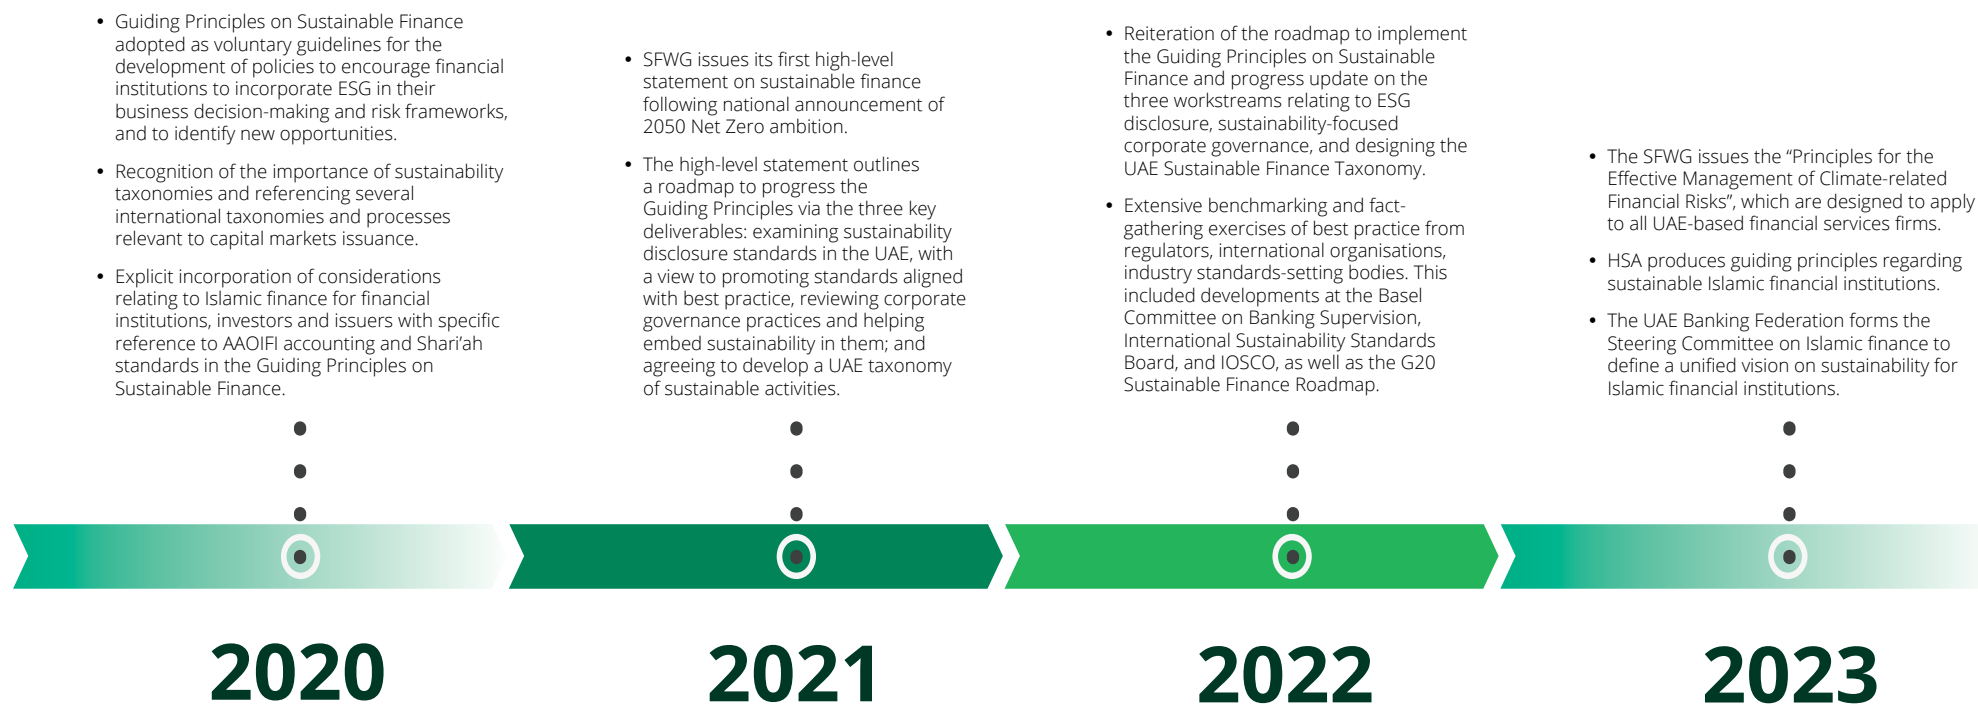 • Guiding Principles on Sustainable Finance
adopted as voluntary guidelines for the
development of policies to encourage financial
institutions to incorporate ESG in their
business decision-making and risk frameworks,
and to identify new opportunities.
• Recognition of the importance of sustainability
taxonomies and referencing several
international taxonomies and processes
relevant to capital markets issuance.
• Explicit incorporation of considerations
relating to Islamic finance for financial
institutions, investors and issuers with specific
reference to AAOIFI accounting and Shari’ah
standards in the Guiding Principles on
Sustainable Finance.
2020
• SFWG issues its first high-level
statement on sustainable finance
following national announcement of
2050 Net Zero ambition.
• The high-level statement outlines
a roadmap to progress the
Guiding Principles via the three key
deliverables: examining sustainability
disclosure standards in the UAE, with
a view to promoting standards aligned
with best practice, reviewing corporate
governance practices and helping
embed sustainability in them; and
agreeing to develop a UAE taxonomy
of sustainable activities.
2021
• Reiteration of the roadmap to implement
the Guiding Principles on Sustainable
Finance and progress update on the
three workstreams relating to ESG
disclosure, sustainability-focused
corporate governance, and designing the
UAE Sustainable Finance Taxonomy.
• Extensive benchmarking and fact-
gathering exercises of best practice from
regulators, international organisations,
industry standards-setting bodies. This
included developments at the Basel
Committee on Banking Supervision,
International Sustainability Standards
Board, and IOSCO, as well as the G20
Sustainable Finance Roadmap.
2022
• The SFWG issues the “Principles for the
Effective Management of Climate-related
Financial Risks”, which are designed to apply
to all UAE-based financial services firms.
• HSA produces guiding principles regarding
sustainable Islamic financial institutions.
• The UAE Banking Federation forms the
Steering Committee on Islamic finance to
define a unified vision on sustainability for
Islamic financial institutions.
2023